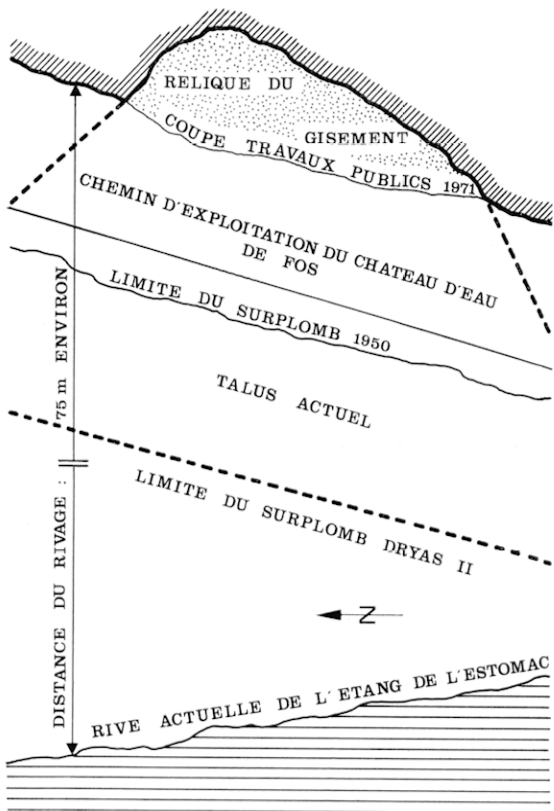 RELIQUE DU
GISEMENT
COUPE TRAVAUX PUBLICS 1971
CHEMIN D'EXPLOITATION DU CHATEAU D'EAU
DE FOS
LIMITE DU SURPLOMB 1950
TALUS ACTUEL
LIMITE DU SURPLOMB DRYAS II
DISTANCE DU RIVAGE : 75 m ENVIRON
N
RIVE ACTUELLE DE L'ETANG DE L'ESTOMAC